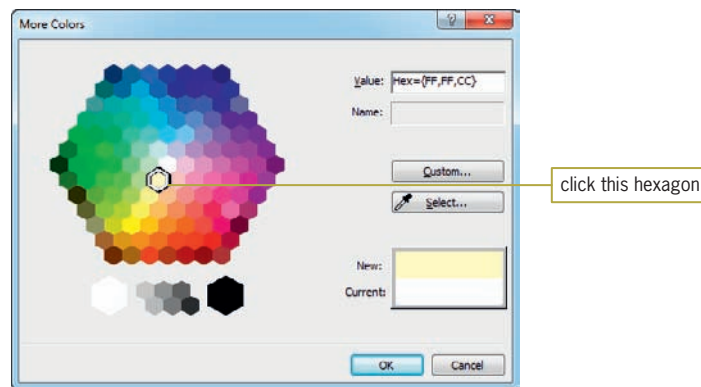 More Colors
Value: Hex={FF,FF,CC}
Name:
Custom...
click this hexagon
Select...
New:
Current:
OK Cancel